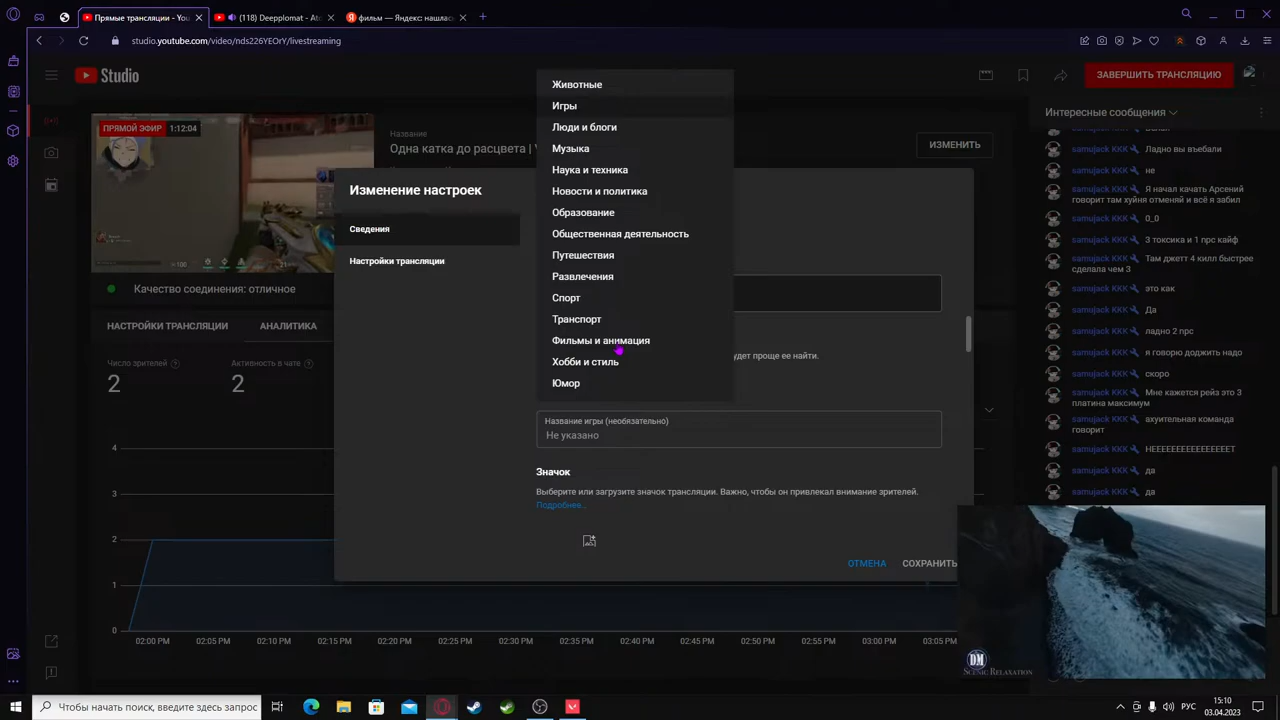 Прямые трансляции - You
(118) Deepplomat - Ato
фильм — Яндекс: нашлас
studio.youtube.com/video/nds226YEOrY/livestreaming
Studio
ЗАВЕРШИТЬ ТРАНСЛЯЦИЮ
ПРЯМОЙ ЭФИР 1:12:04
Название
Одна катка до расцвета | V
ИЗМЕНИТЬ
Качество соединения: отличное
НАСТРОЙКИ ТРАНСЛЯЦИИ
АНАЛИТИКА
Число зрителей
2
Активность в чате
2
4
3
2
1
0
02:00 PM
02:05 PM
02:10 PM
02:15 PM
02:20 PM
02:25 PM
02:30 PM
02:35 PM
02:40 PM
02:45 PM
02:50 PM
02:55 PM
03:00 PM
03:05 PM
Изменение настроек
Сведения
Настройки трансляции
Животные
Игры
Люди и блоги
Музыка
Наука и техника
Новости и политика
Образование
Общественная деятельность
Путешествия
Развлечения
Спорт
Транспорт
Фильмы и анимация
Хобби и стиль
Юмор
удет проще ее найти.
Название игры (необязательно)
Не указано
Значок
Выберите или загрузите значок трансляции. Важно, чтобы он привлекал внимание зрителей.
Подробнее…
ОТМЕНА
СОХРАНИТЬ
Интересные сообщения
samujack KKK Ладно вы въебали
samujack KKK не
samujack KKK Я начал качать Арсений
говорит там хуйня отменяй и всё я забил
samujack KKK 0_0
samujack KKK 3 токсика и 1 нрс кайф
samujack KKK Там джетт 4 килл быстрее
сделала чем 3
samujack KKK это как
samujack KKK Да
samujack KKK ладно 2 npc
samujack KKK я говорю доджить надо
samujack KKK скоро
samujack KKK Мне кажется рейз это 3
платина максимум
samujack KKK ахуительная команда
говорит
samujack KKK НЕЕЕЕЕЕЕЕЕЕЕЕЕЕЕЕТ
samujack KKK да
samujack KKK да
DM
SCENIC RELAXATION
Чтобы начать поиск, введите здесь запрос
РУС
15:10
03.04.2023